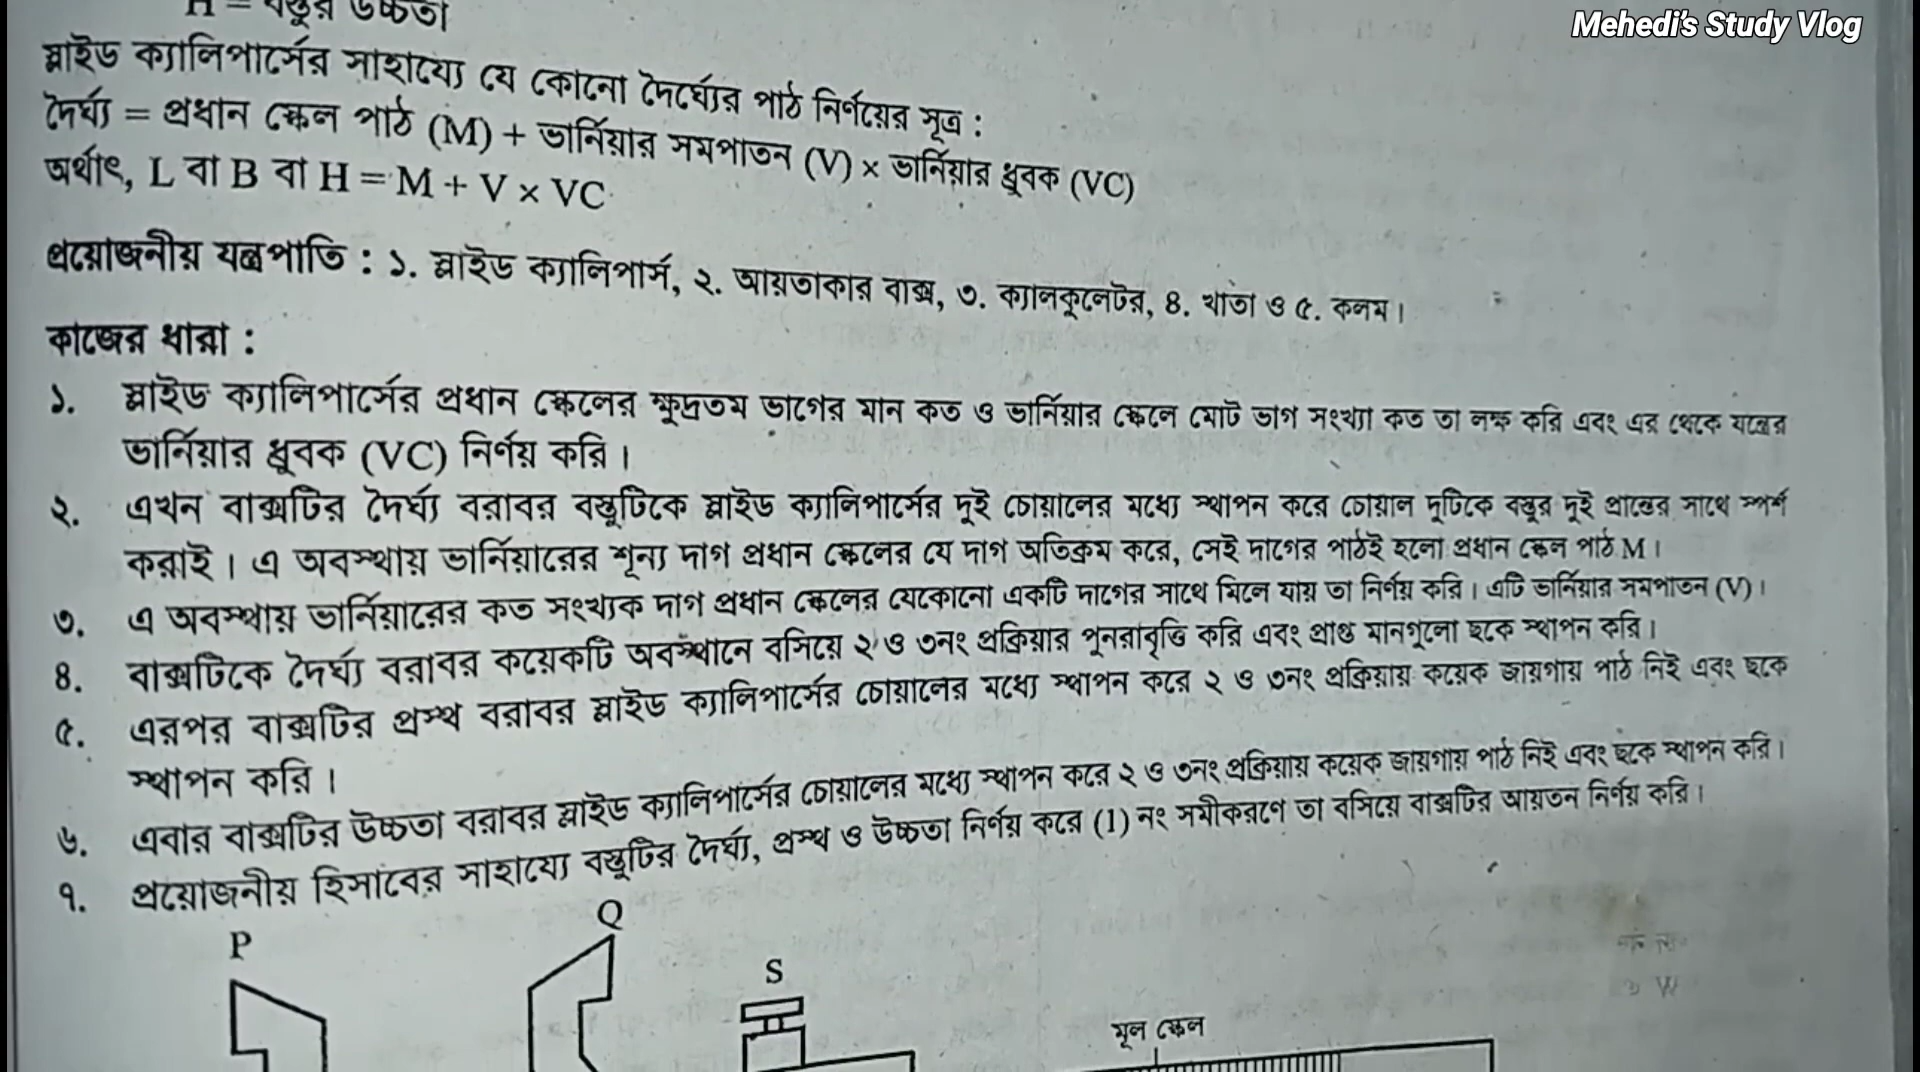 H = বস্তুর উচ্চতা
Mehedi's Study Vlog
স্লাইড ক্যালিপার্সের সাহায্যে যে কোনো দৈর্ঘ্যের পাঠ নির্ণয়ের সূত্র :
দৈর্ঘ্য = প্রধান স্কেল পাঠ (M) + ভার্নিয়ার সমপাতন (V) × ভার্নিয়ার ধ্রুবক (VC)
অর্থাৎ, L বা B বা H = M + V × VC
প্রয়োজনীয় যন্ত্রপাতি : ১. স্লাইড ক্যালিপার্স, ২. আয়তাকার বাক্স, ৩. ক্যালকুলেটর, ৪. খাতা ও ৫. কলম।
কাজের ধারা :
১. স্লাইড ক্যালিপার্সের প্রধান স্কেলের ক্ষুদ্রতম ভাগের মান কত ও ভার্নিয়ার স্কেলে মোট ভাগ সংখ্যা কত তা লক্ষ করি এবং এর থেকে যন্ত্রের
ভার্নিয়ার ধ্রুবক (VC) নির্ণয় করি।
২. এখন বাক্সটির দৈর্ঘ্য বরাবর বস্তুটিকে স্লাইড ক্যালিপার্সের দুই চোয়ালের মধ্যে স্থাপন করে চোয়াল দুটিকে বস্তুর দুই প্রান্তের সাথে স্পর্শ
করাই। এ অবস্থায় ভার্নিয়ারের শূন্য দাগ প্রধান স্কেলের যে দাগ অতিক্রম করে, সেই দাগের পাঠই হলো প্রধান স্কেল পাঠ M।
৩. এ অবস্থায় ভার্নিয়ারের কত সংখ্যক দাগ প্রধান স্কেলের যেকোনো একটি দাগের সাথে মিলে যায় তা নির্ণয় করি। এটি ভার্নিয়ার সমপাতন (V)।
৪. বাক্সটিকে দৈর্ঘ্য বরাবর কয়েকটি অবস্থানে বসিয়ে ২ ও ৩নং প্রক্রিয়ার পুনরাবৃত্তি করি এবং প্রাপ্ত মানগুলো ছকে স্থাপন করি।
৫. এরপর বাক্সটির প্রস্থ বরাবর স্লাইড ক্যালিপার্সের চোয়ালের মধ্যে স্থাপন করে ২ ও ৩নং প্রক্রিয়ায় কয়েক জায়গায় পাঠ নিই এবং ছকে
স্থাপন করি।
৬. এবার বাক্সটির উচ্চতা বরাবর স্লাইড ক্যালিপার্সের চোয়ালের মধ্যে স্থাপন করে ২ ও ৩নং প্রক্রিয়ায় কয়েক জায়গায় পাঠ নিই এবং ছকে স্থাপন করি।
৭. প্রয়োজনীয় হিসাবের সাহায্যে বস্তুটির দৈর্ঘ্য, প্রস্থ ও উচ্চতা নির্ণয় করে (1) নং সমীকরণে তা বসিয়ে বাক্সটির আয়তন নির্ণয় করি।
P
Q
S
মূল স্কেল